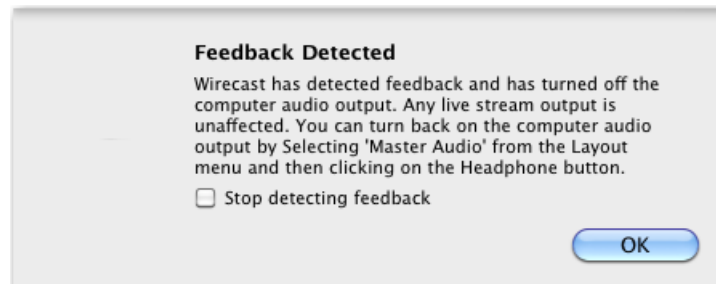 Feedback Detected
Wirecast has detected feedback and has turned off the
computer audio output. Any live stream output is
unaffected. You can turn back on the computer audio
output by Selecting 'Master Audio' from the Layout
menu and then clicking on the Headphone button.
Stop detecting feedback
OK